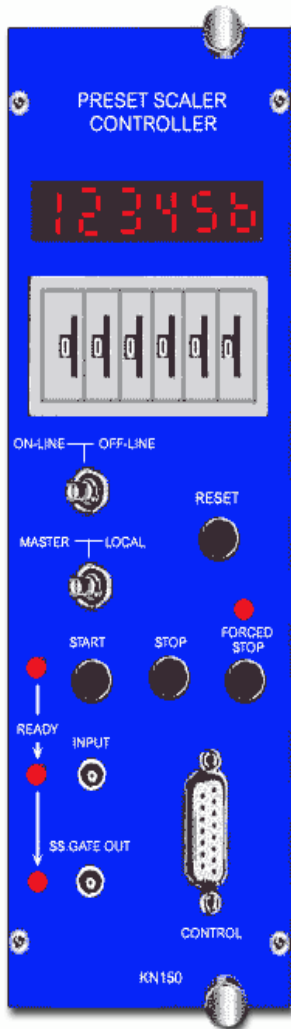 PRESET SCALER
CONTROLLER
123456
0 0 0 0 0 0
ON-LINE OFF-LINE
RESET
MASTER LOCAL
START STOP FORCED
STOP
READY
INPUT
SS.GATE OUT
CONTROL
KN150